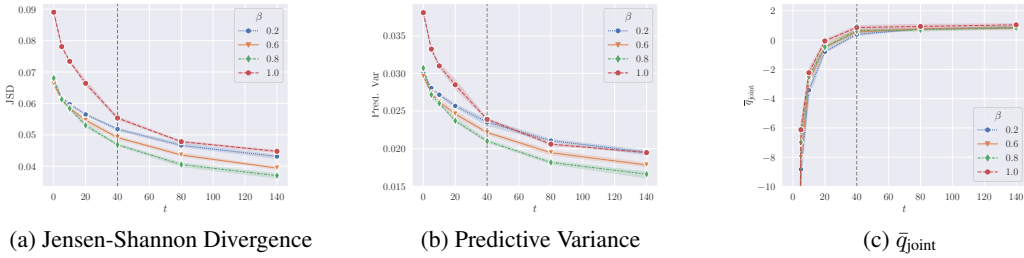 0.09
0.08
0.07
0.06
0.05
0.04
JSD
0 20 40 60 80 100 120 140
t
β
0.2
0.6
0.8
1.0
(a) Jensen-Shannon Divergence
0.035
0.030
0.025
0.020
0.015
Pred. Var
0 20 40 60 80 100 120 140
t
β
0.2
0.6
0.8
1.0
(b) Predictive Variance
2
0
−2
−4
−6
−8
−10
q̄joint
0 20 40 60 80 100 120 140
t
β
0.2
0.6
0.8
1.0
(c) q̄joint